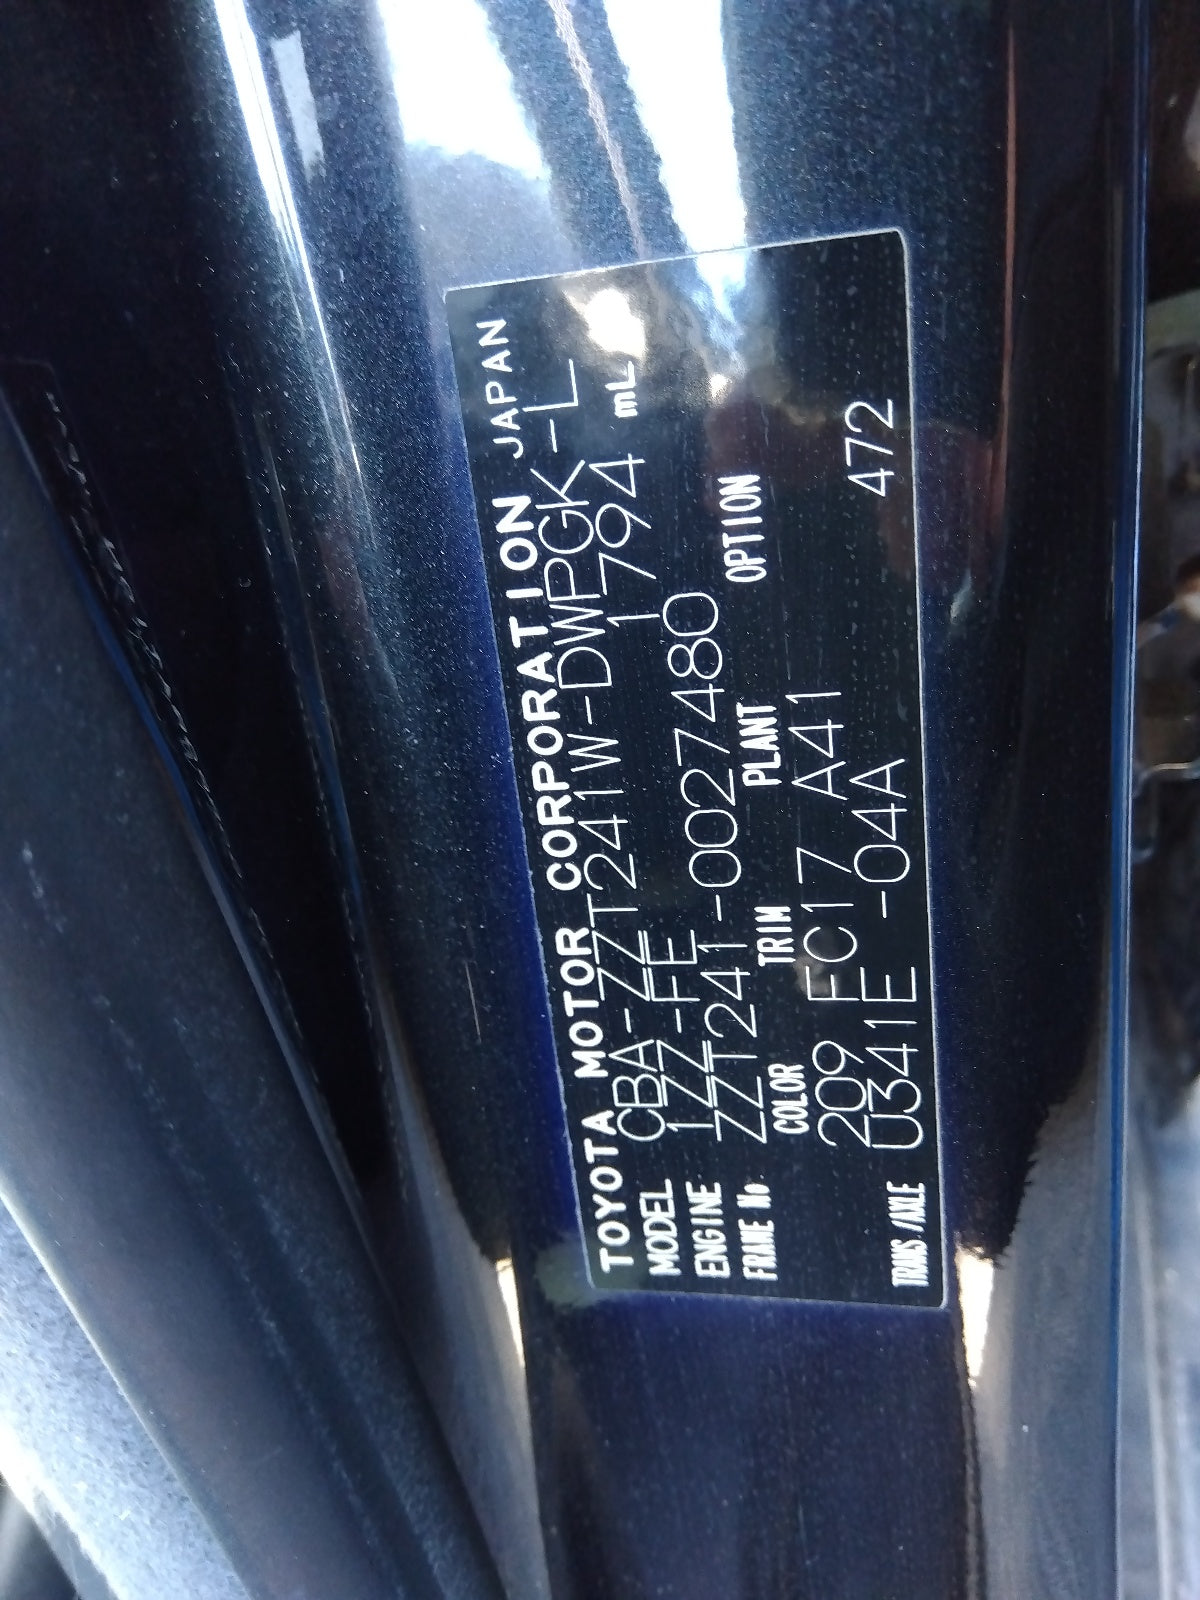 TOYOTA MOTOR CORPORATION JAPAN
MODEL CBA-ZZT241W-DWPGK-L
ENGINE 1ZZ-FE 1794 mL
FRAME No. ZZT241-0027480
COLOR TRIM PLANT OPTION
209 FC17 A41
TRANS/AXLE U341E -04A 472